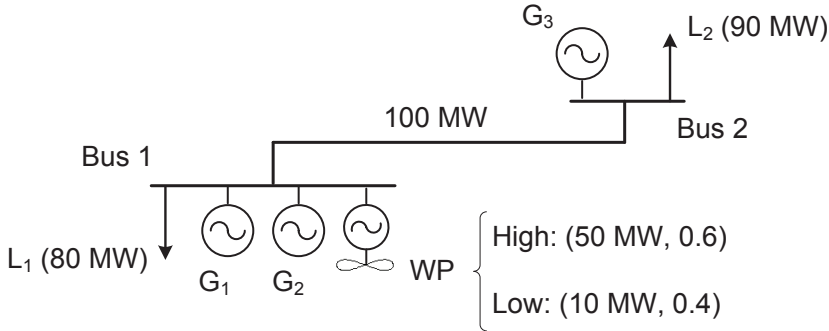 G₃
L₂ (90 MW)
100 MW
Bus 2
Bus 1
High: (50 MW, 0.6)
L₁ (80 MW)
G₁
G₂
WP
Low: (10 MW, 0.4)